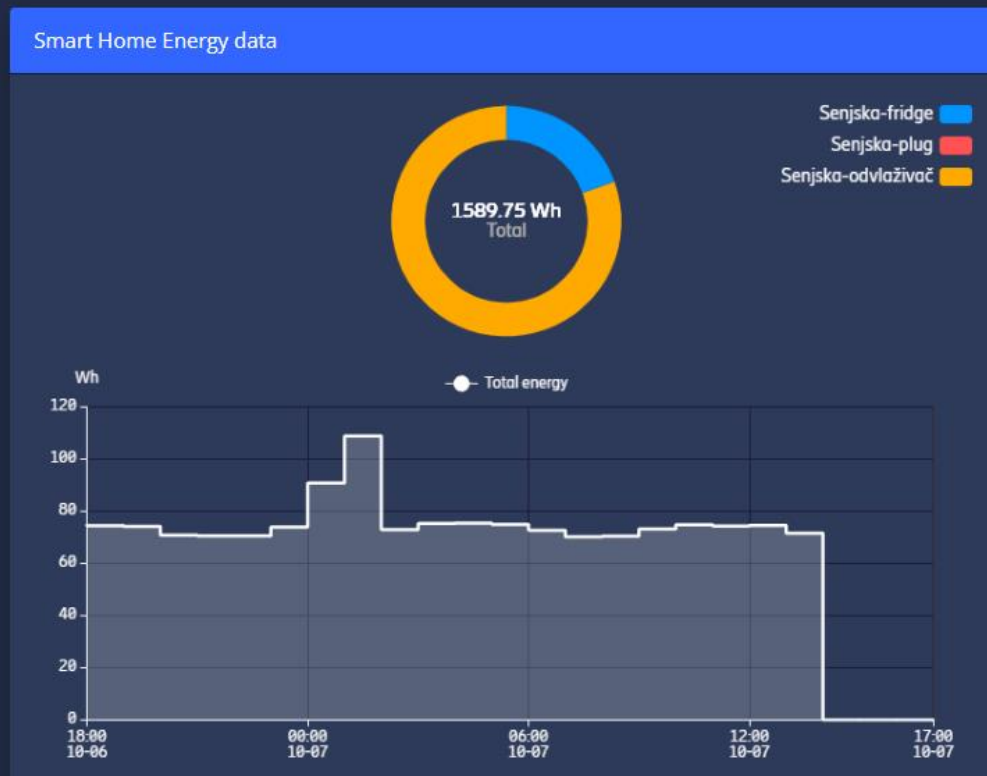 Smart Home Energy data
Senjska-fridge
Senjska-plug
Senjska-odvlaživač
1589.75 Wh
Total
Wh
Total energy
120
100
80
60
40
20
0
18:00 00:00 06:00 12:00 17:00
10-06 10-07 10-07 10-07 10-07